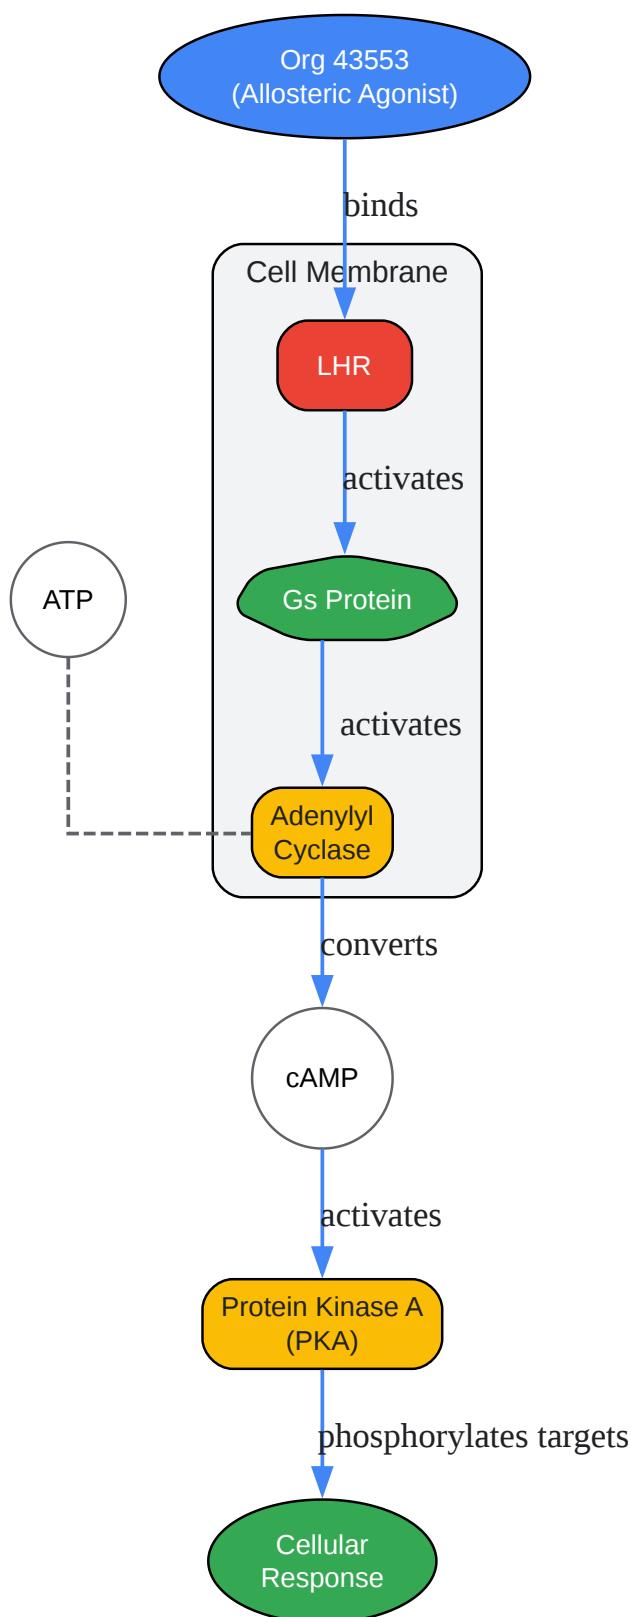 Org 43553
(Allosteric Agonist)
binds
Cell Membrane
LHR
activates
ATP
Gs Protein
activates
Adenylyl
Cyclase
converts
cAMP
activates
Protein Kinase A
(PKA)
phosphorylates targets
Cellular
Response